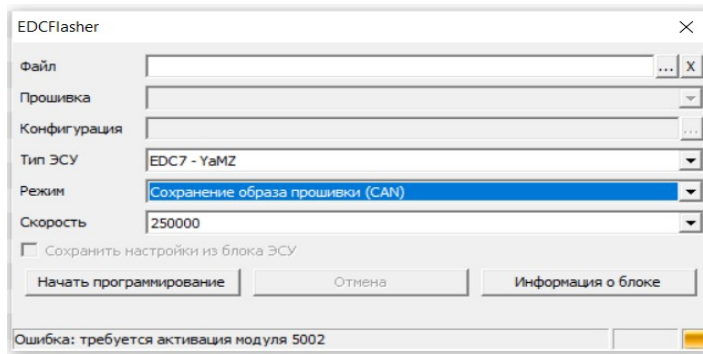 EDCFlasher
Файл ... X
Прошивка
Конфигурация ...
Тип ЭСУ EDC7 - YaMZ
Режим Сохранение образа прошивки (CAN)
Скорость 250000
Сохранить настройки из блока ЭСУ
Начать программирование Отмена Информация о блоке
Ошибка: требуется активация модуля 5002